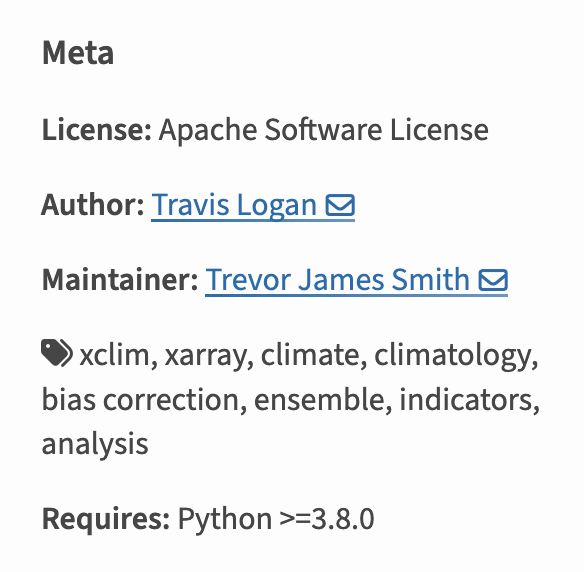 Meta
License: Apache Software License
Author: Travis Logan
Maintainer: Trevor James Smith
xclim, xarray, climate, climatology,
bias correction, ensemble, indicators,
analysis
Requires: Python >=3.8.0